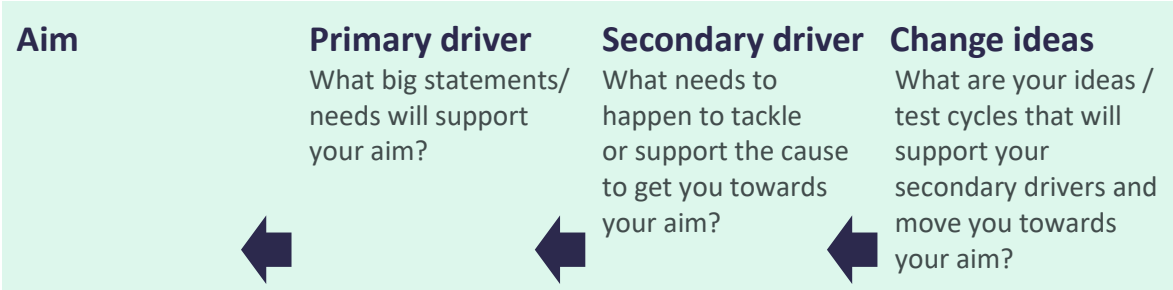 Aim
Primary driver
What big statements/
needs will support
your aim?
Secondary driver
What needs to
happen to tackle
or support the cause
to get you towards
your aim?
Change ideas
What are your ideas /
test cycles that will
support your
secondary drivers and
move you towards
your aim?